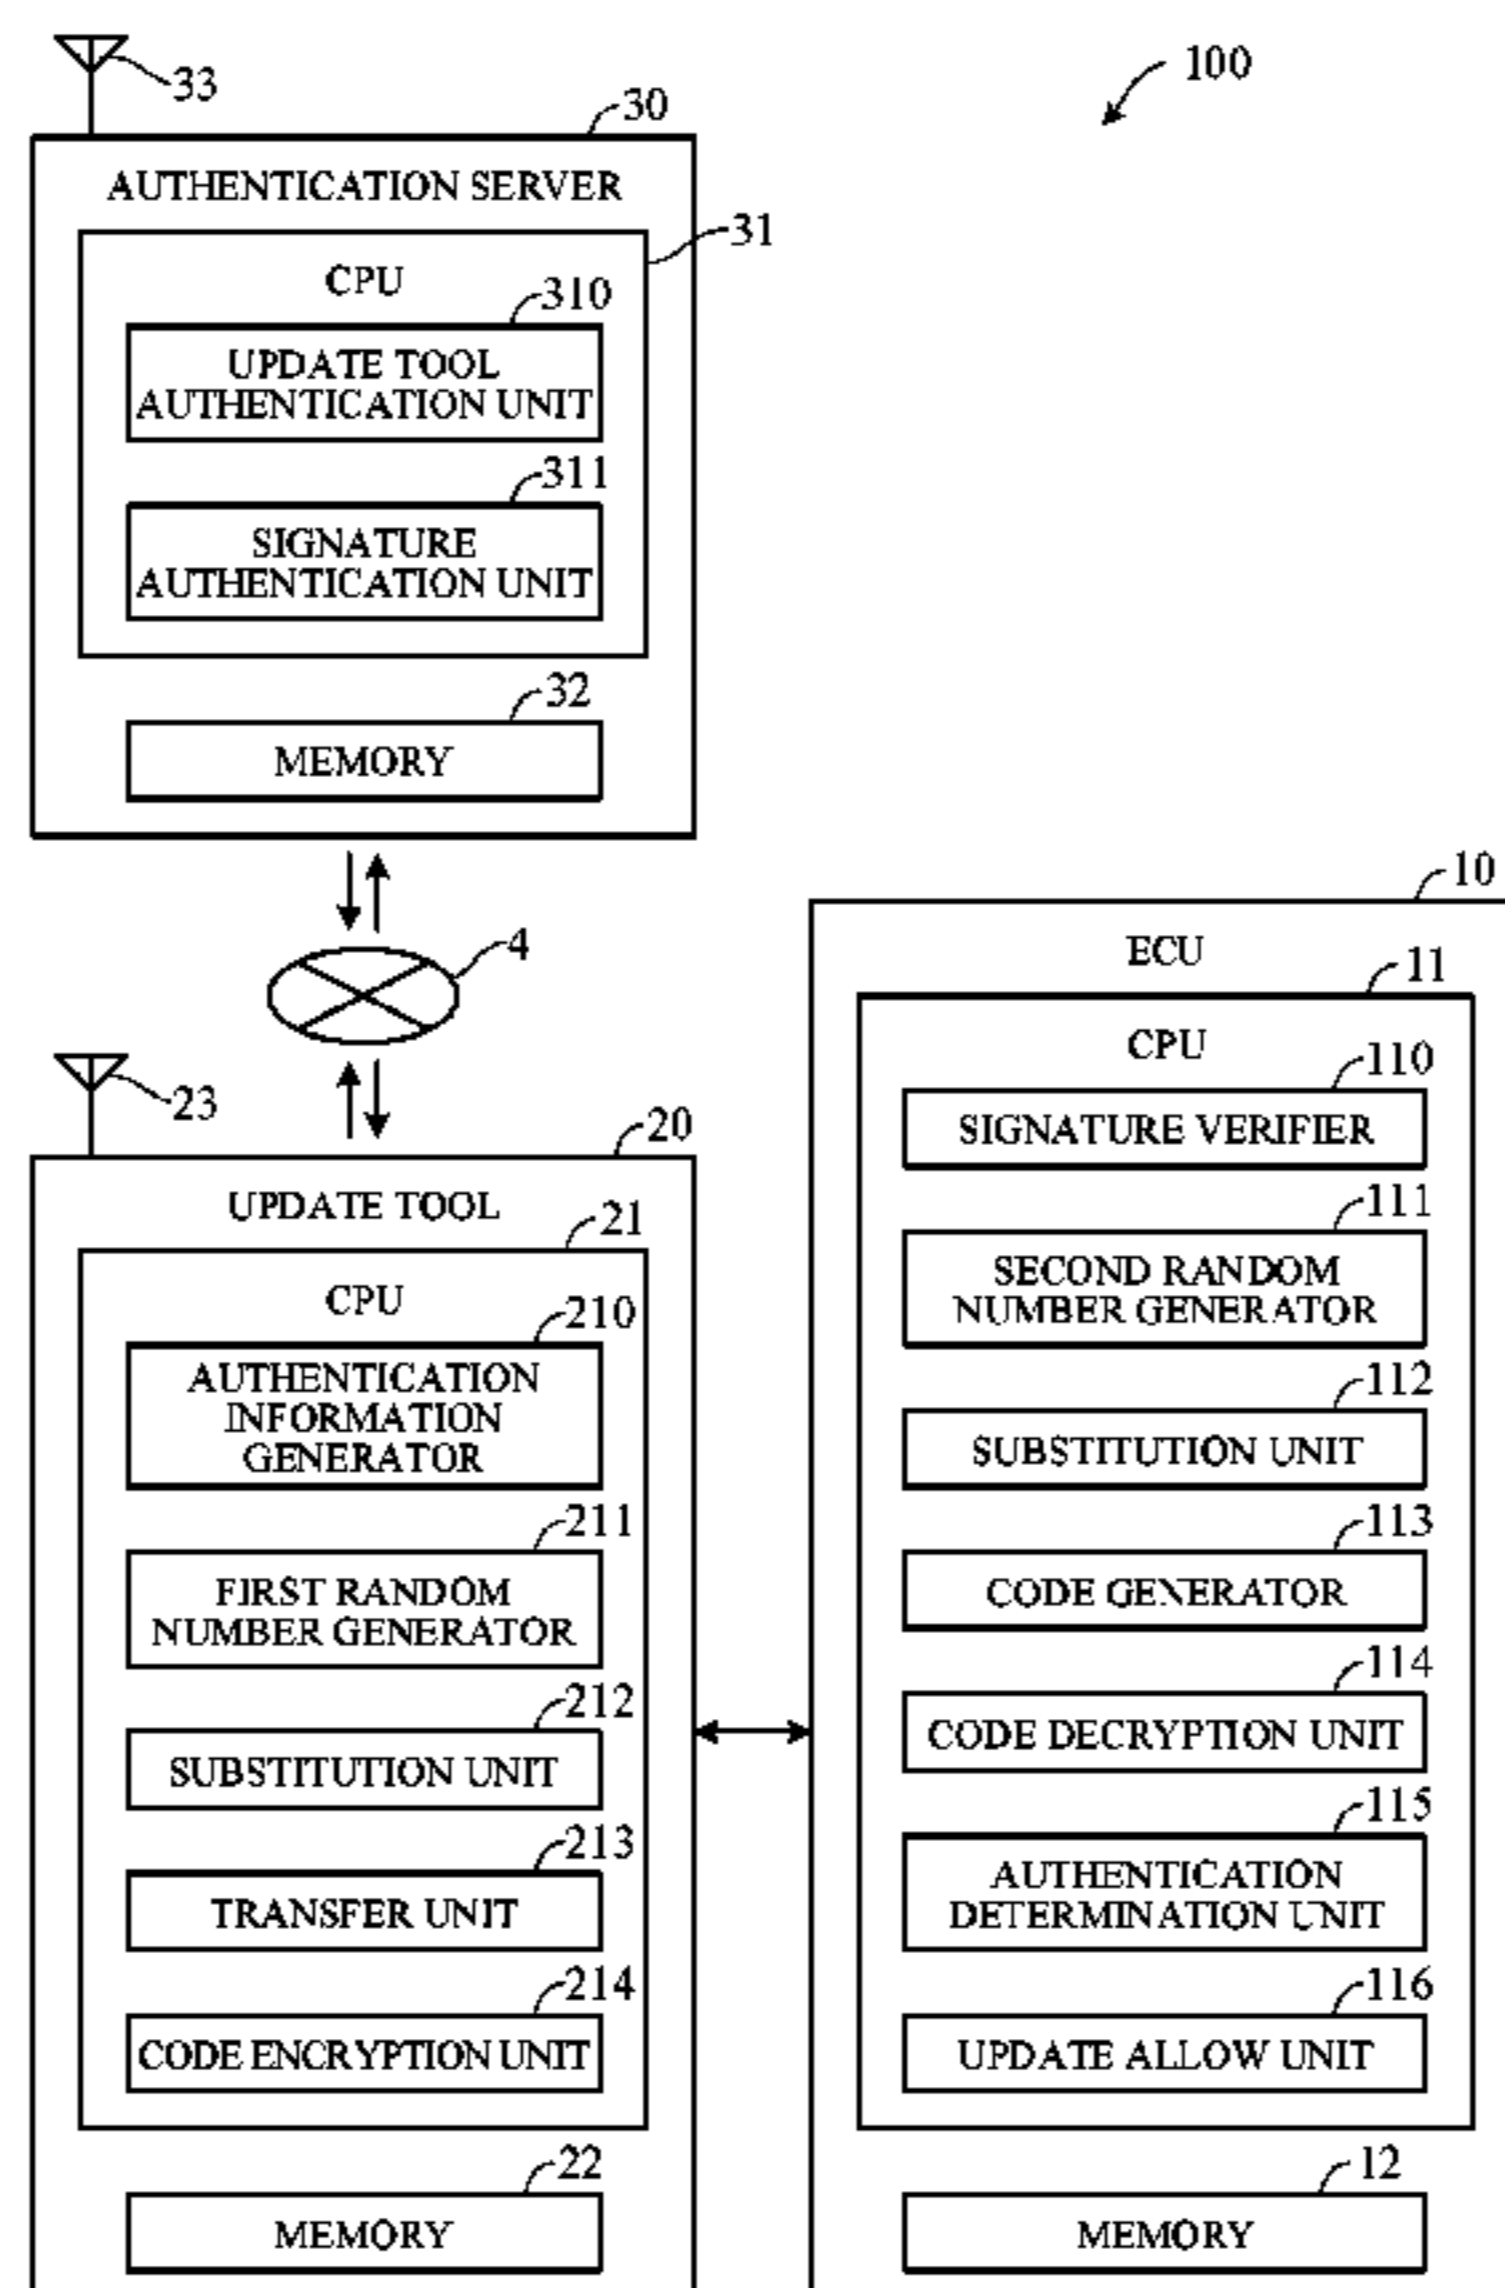 100
33
30
AUTHENTICATION SERVER
31
CPU
310
UPDATE TOOL
AUTHENTICATION UNIT
311
SIGNATURE
AUTHENTICATION UNIT
32
MEMORY
4
23
20
UPDATE TOOL
21
CPU
210
AUTHENTICATION
INFORMATION
GENERATOR
211
FIRST RANDOM
NUMBER GENERATOR
212
SUBSTITUTION UNIT
213
TRANSFER UNIT
214
CODE ENCRYPTION UNIT
22
MEMORY
10
ECU
11
CPU
110
SIGNATURE VERIFIER
111
SECOND RANDOM
NUMBER GENERATOR
112
SUBSTITUTION UNIT
113
CODE GENERATOR
114
CODE DECRYPTION UNIT
115
AUTHENTICATION
DETERMINATION UNIT
116
UPDATE ALLOW UNIT
12
MEMORY